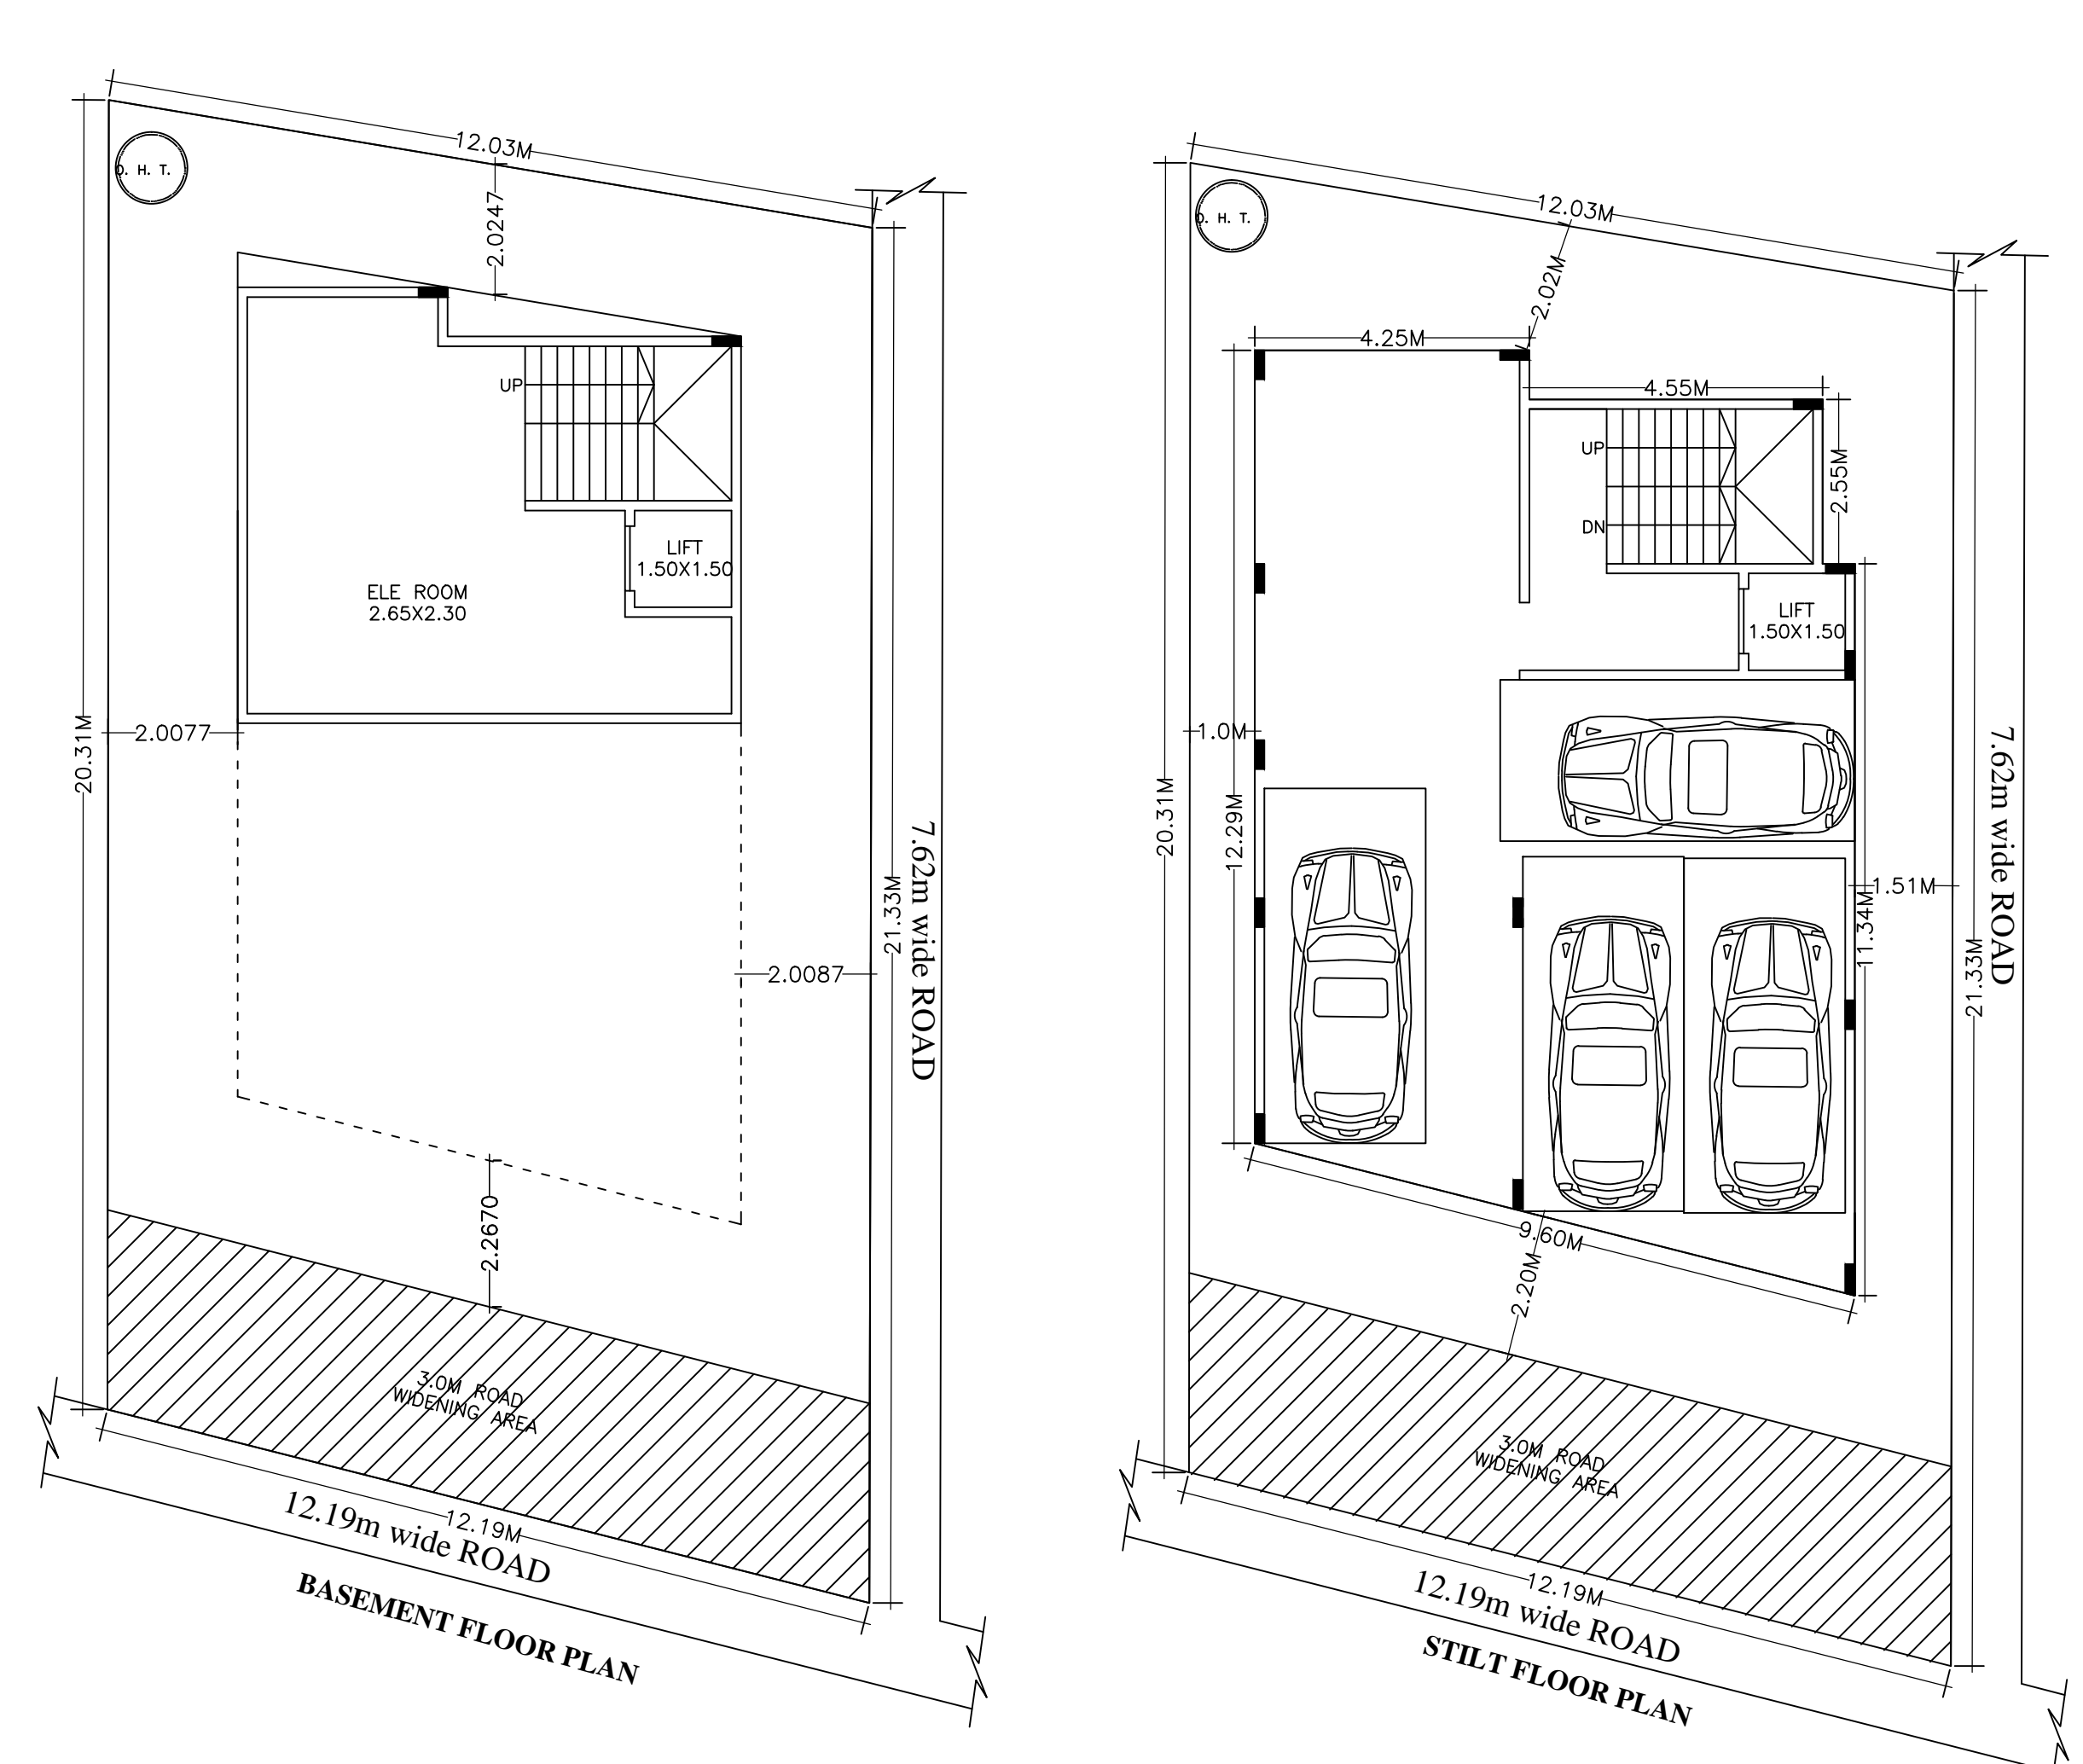 12.03M
O. H. T.
2.0247
UP
LIFT
1.50X1.50
ELE ROOM
2.65X2.30
20.31M
2.0077
21.33M
7.62m wide ROAD
2.0087
2.2670
3.0M ROAD
WIDENING AREA
12.19M
12.19m wide ROAD
BASEMENT FLOOR PLAN
12.03M
O. H. T.
2.02M
4.25M
4.55M
UP
2.55M
DN
LIFT
1.50X1.50
1.0M
20.31M
12.29M
7.62m wide ROAD
1.51M
11.34M
21.33M
9.60M
2.20M
3.0M ROAD
WIDENING AREA
12.19M
12.19m wide ROAD
STILT FLOOR PLAN